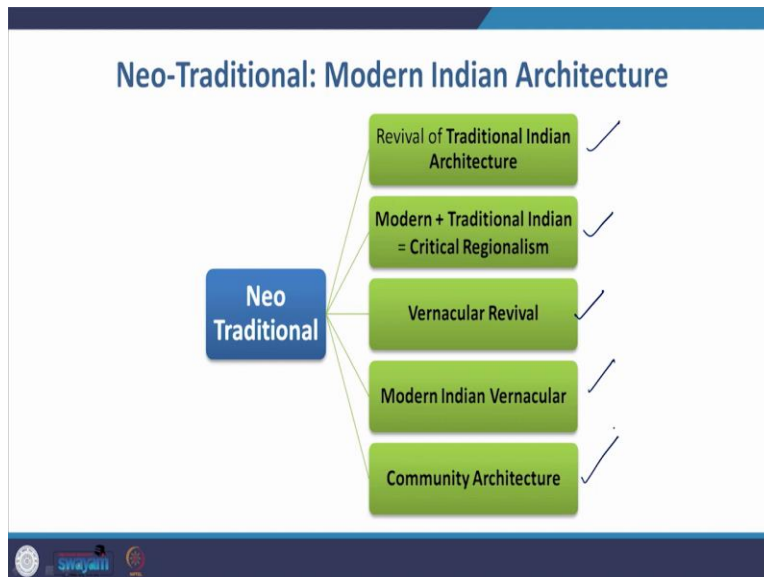 Neo-Traditional: Modern Indian Architecture
Revival of Traditional Indian
Architecture
Modern + Traditional Indian
= Critical Regionalism
Neo
Traditional
Vernacular Revival
Modern Indian Vernacular
Community Architecture
swayam